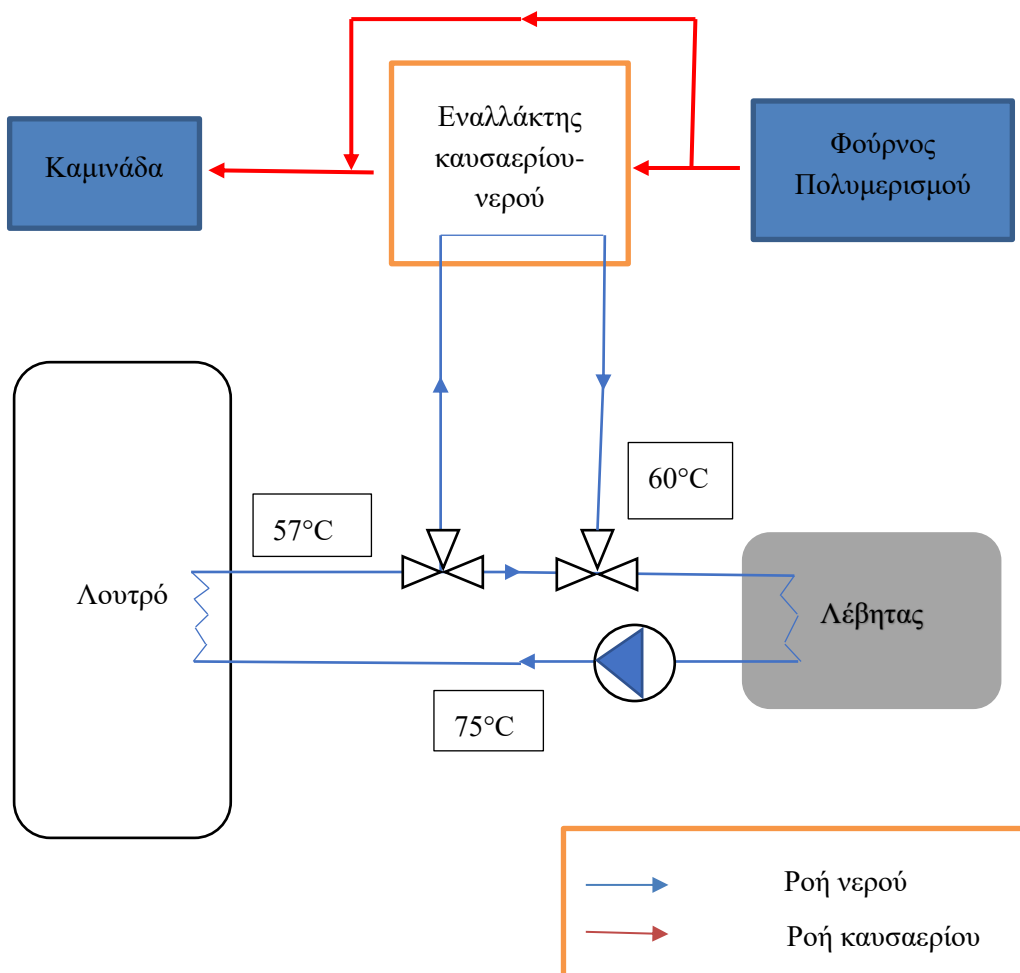 Καμινάδα
Εναλλάκτης
καυσαερίου-
νερού
Φούρνος
Πολυμερισμού
57°C
60°C
Λουτρό
Λέβητας
75°C
Ροή νερού
Ροή καυσαερίου